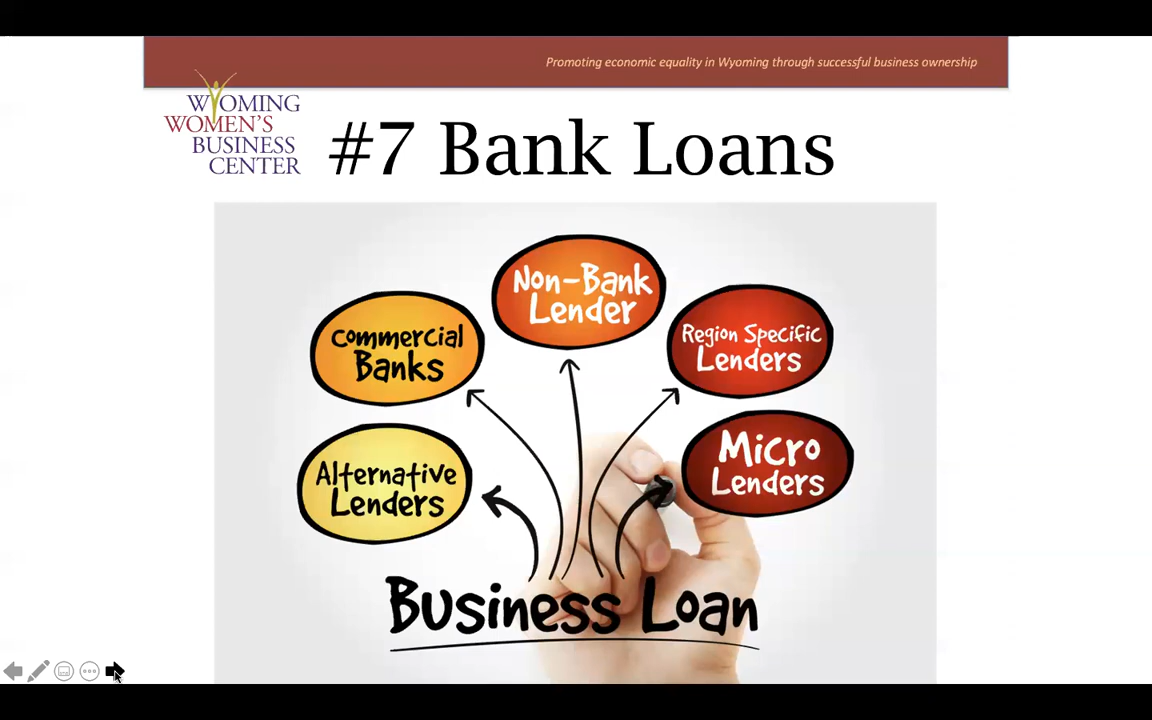 Promoting economic equality in Wyoming through successful business ownership
WYOMING
WOMEN'S
BUSINESS
CENTER
#7 Bank Loans
Non-Bank
Lender
Commercial
Banks
Region Specific
Lenders
Alternative
Lenders
Micro
Lenders
Business Loan